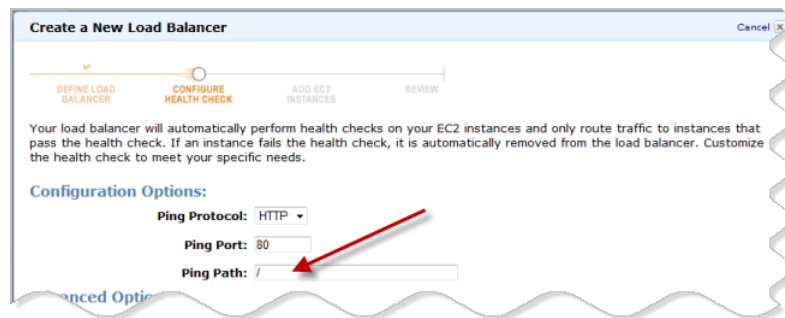 Create a New Load Balancer
Cancel
DEFINE LOAD
BALANCER
CONFIGURE
HEALTH CHECK
ADD EC2
INSTANCES
REVIEW
Your load balancer will automatically perform health checks on your EC2 instances and only route traffic to instances that
pass the health check. If an instance fails the health check, it is automatically removed from the load balancer. Customize
the health check to meet your specific needs.
Configuration Options:
Ping Protocol: HTTP
Ping Port: 80
Ping Path: /